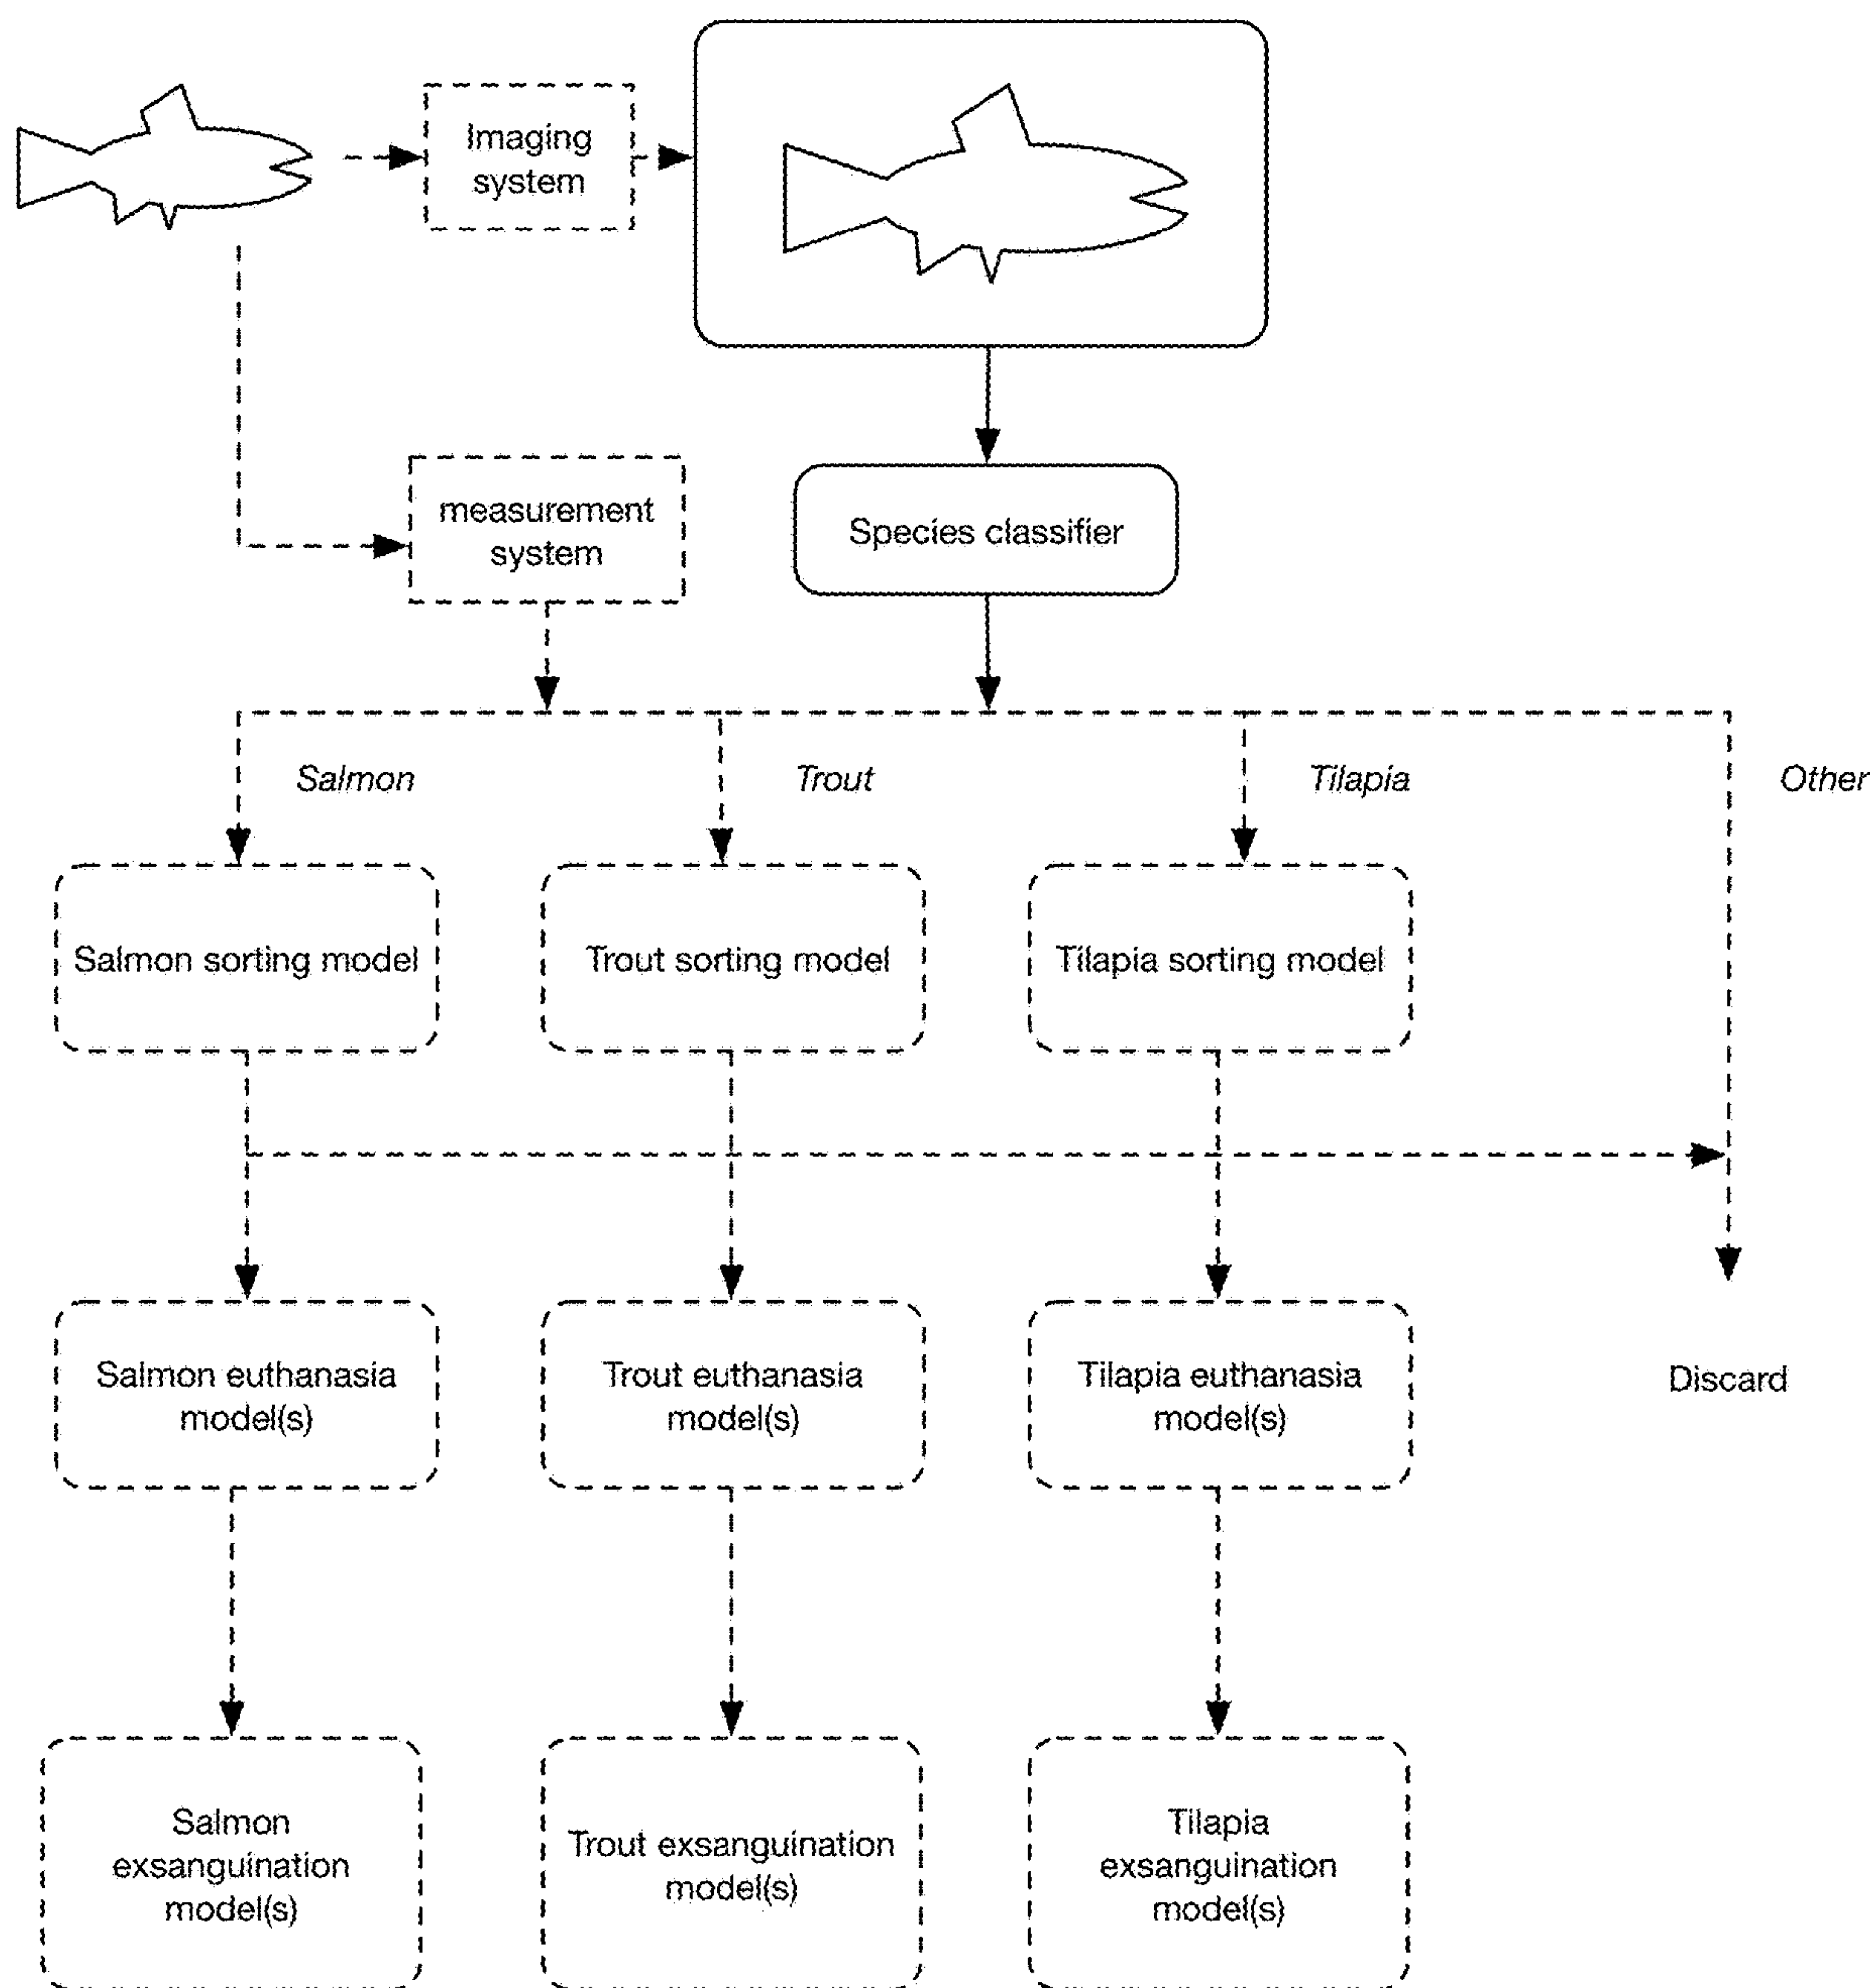 Imaging
system
measurement
system
Species classifier
Salmon
Trout
Tilapia
Other
Salmon sorting model
Trout sorting model
Tilapia sorting model
Salmon euthanasia
model(s)
Trout euthanasia
model(s)
Tilapia euthanasia
model(s)
Discard
Salmon
exsanguination
model(s)
Trout exsanguination
model(s)
Tilapia
exsanguination
model(s)